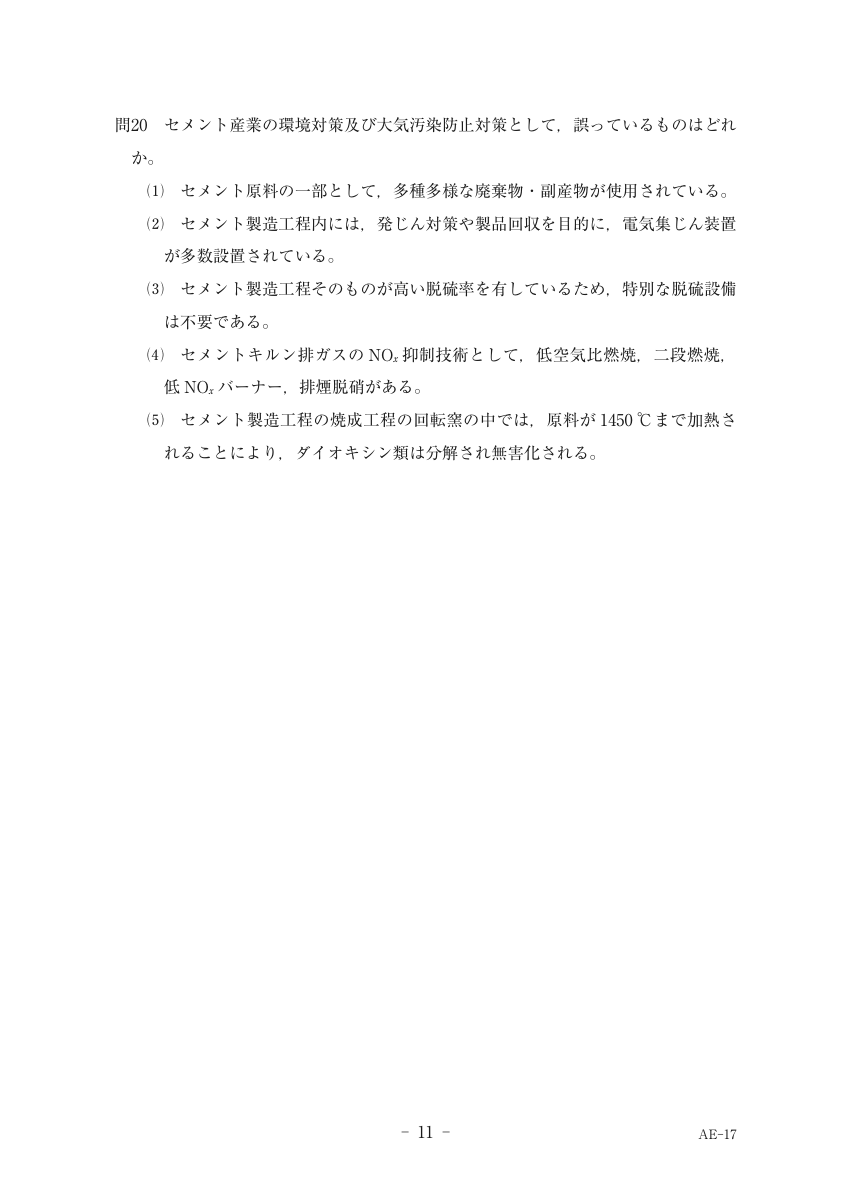 問20　セメント産業の環境対策及び大気汚染防止対策として，誤っているものはどれ
か。
⑴　セメント原料の一部として，多種多様な廃棄物・副産物が使用されている。
⑵　セメント製造工程内には，発じん対策や製品回収を目的に，電気集じん装置
が多数設置されている。
⑶　セメント製造工程そのものが高い脱硫率を有しているため，特別な脱硫設備
は不要である。
⑷　セメントキルン排ガスの NOx 抑制技術として，低空気比燃焼，二段燃焼，
低 NOx バーナー，排煙脱硝がある。
⑸　セメント製造工程の焼成工程の回転窯の中では，原料が 1450 ℃ まで加熱さ
れることにより，ダイオキシン類は分解され無害化される。
－ 11 －
AE−17